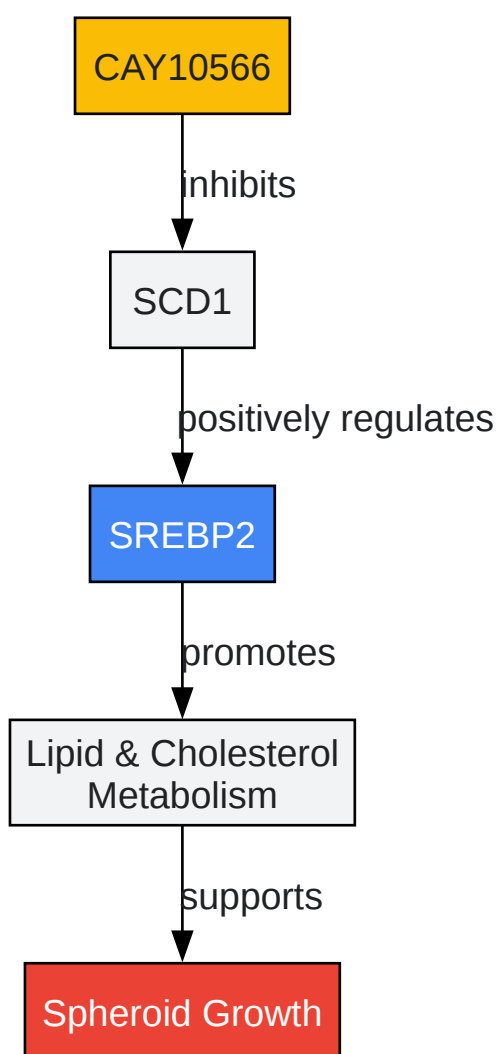 CAY10566
inhibits
SCD1
positively regulates
SREBP2
promotes
Lipid & Cholesterol
Metabolism
supports
Spheroid Growth